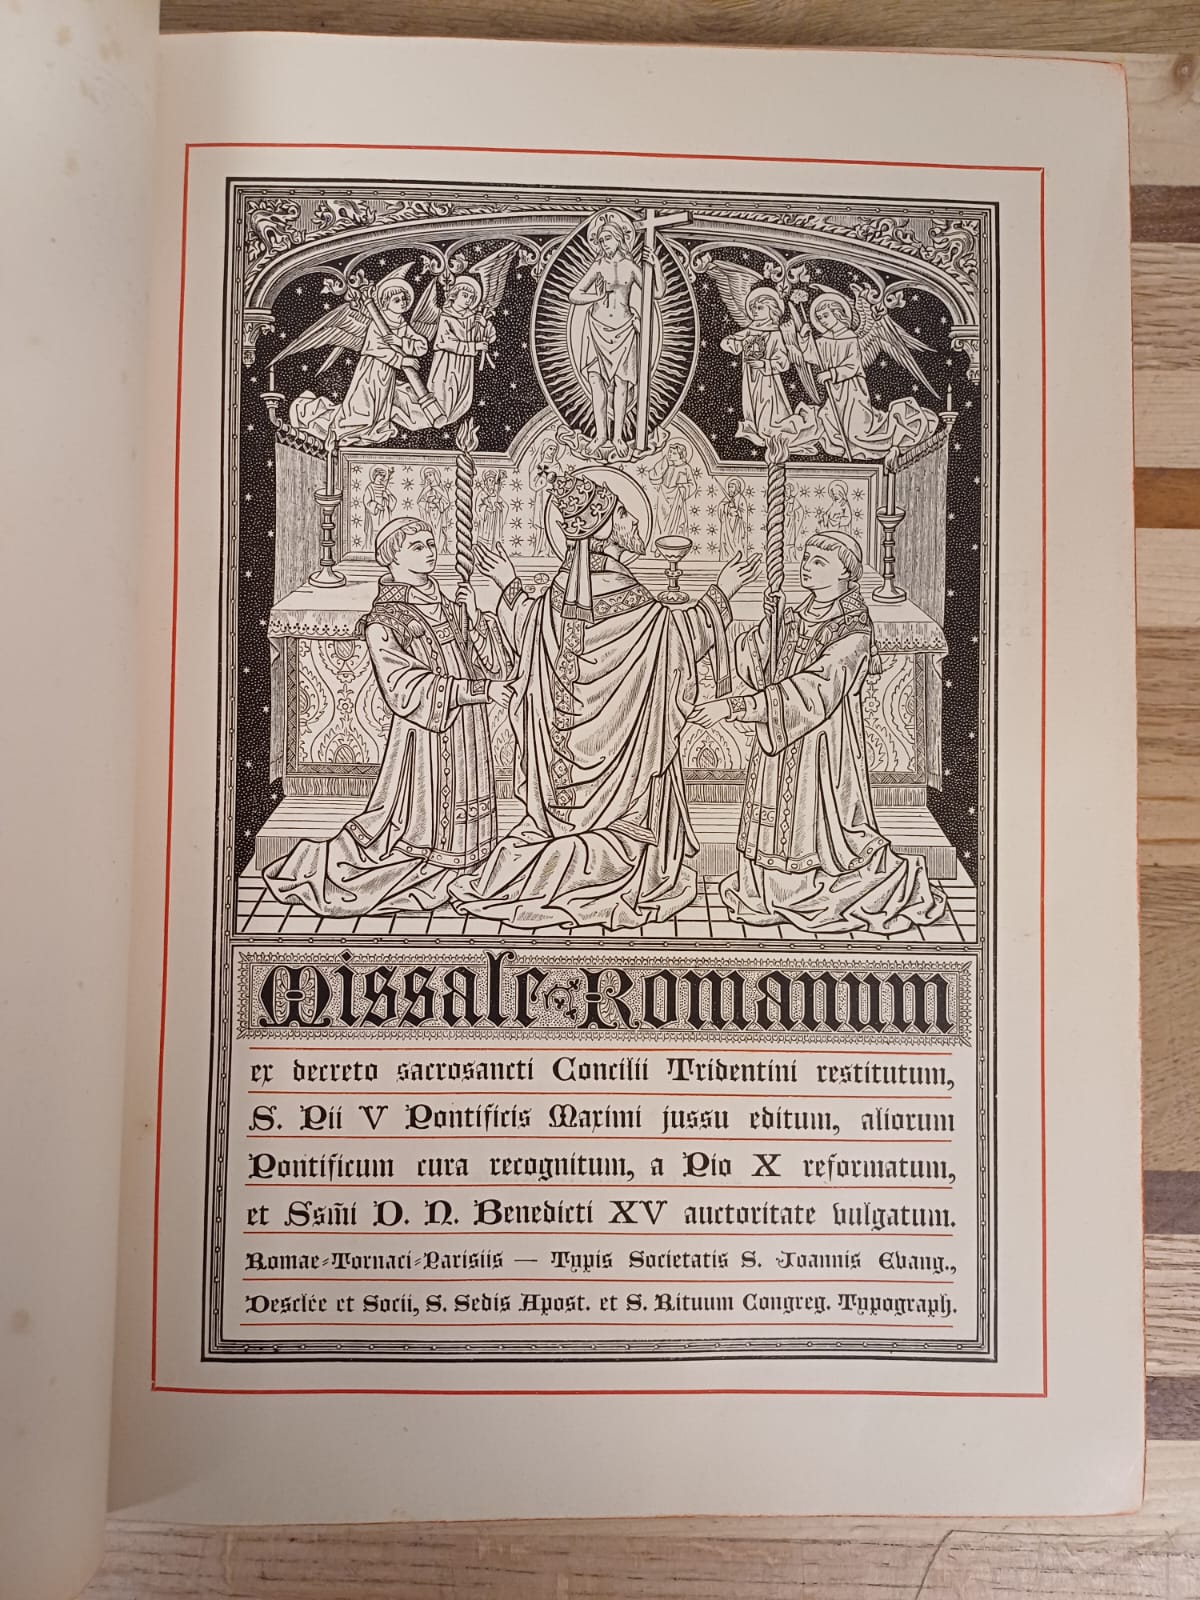 Missale Romanum
ex decreto sacrosancti Concilii Tridentini restitutum,
S. Pii V Pontificis Maximi jussu editum, aliorum
Pontificum cura recognitum, a Pio X reformatum,
et Ssm̃i D. N. Benedicti XV auctoritate vulgatum.
Romae-Tornaci-Parisiis — Typis Societatis S. Joannis Evang.,
Desclée et Socii, S. Sedis Apost. et S. Rituum Congreg. Typograph.